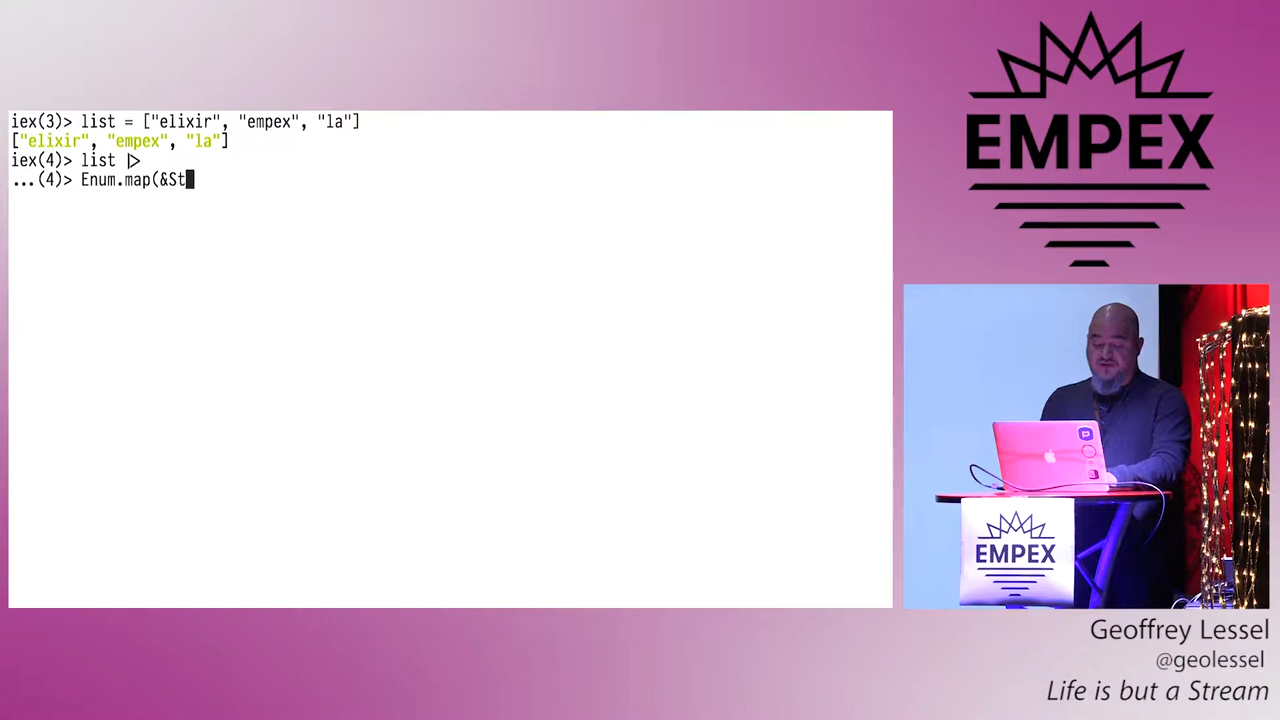 iex(3)> list = ["elixir", "empex", "la"]
["elixir", "empex", "la"]
iex(4)> list |>
...(4)> Enum.map(&St
EMPEX
EMPEX
Geoffrey Lessel
@geolessel
Life is but a Stream